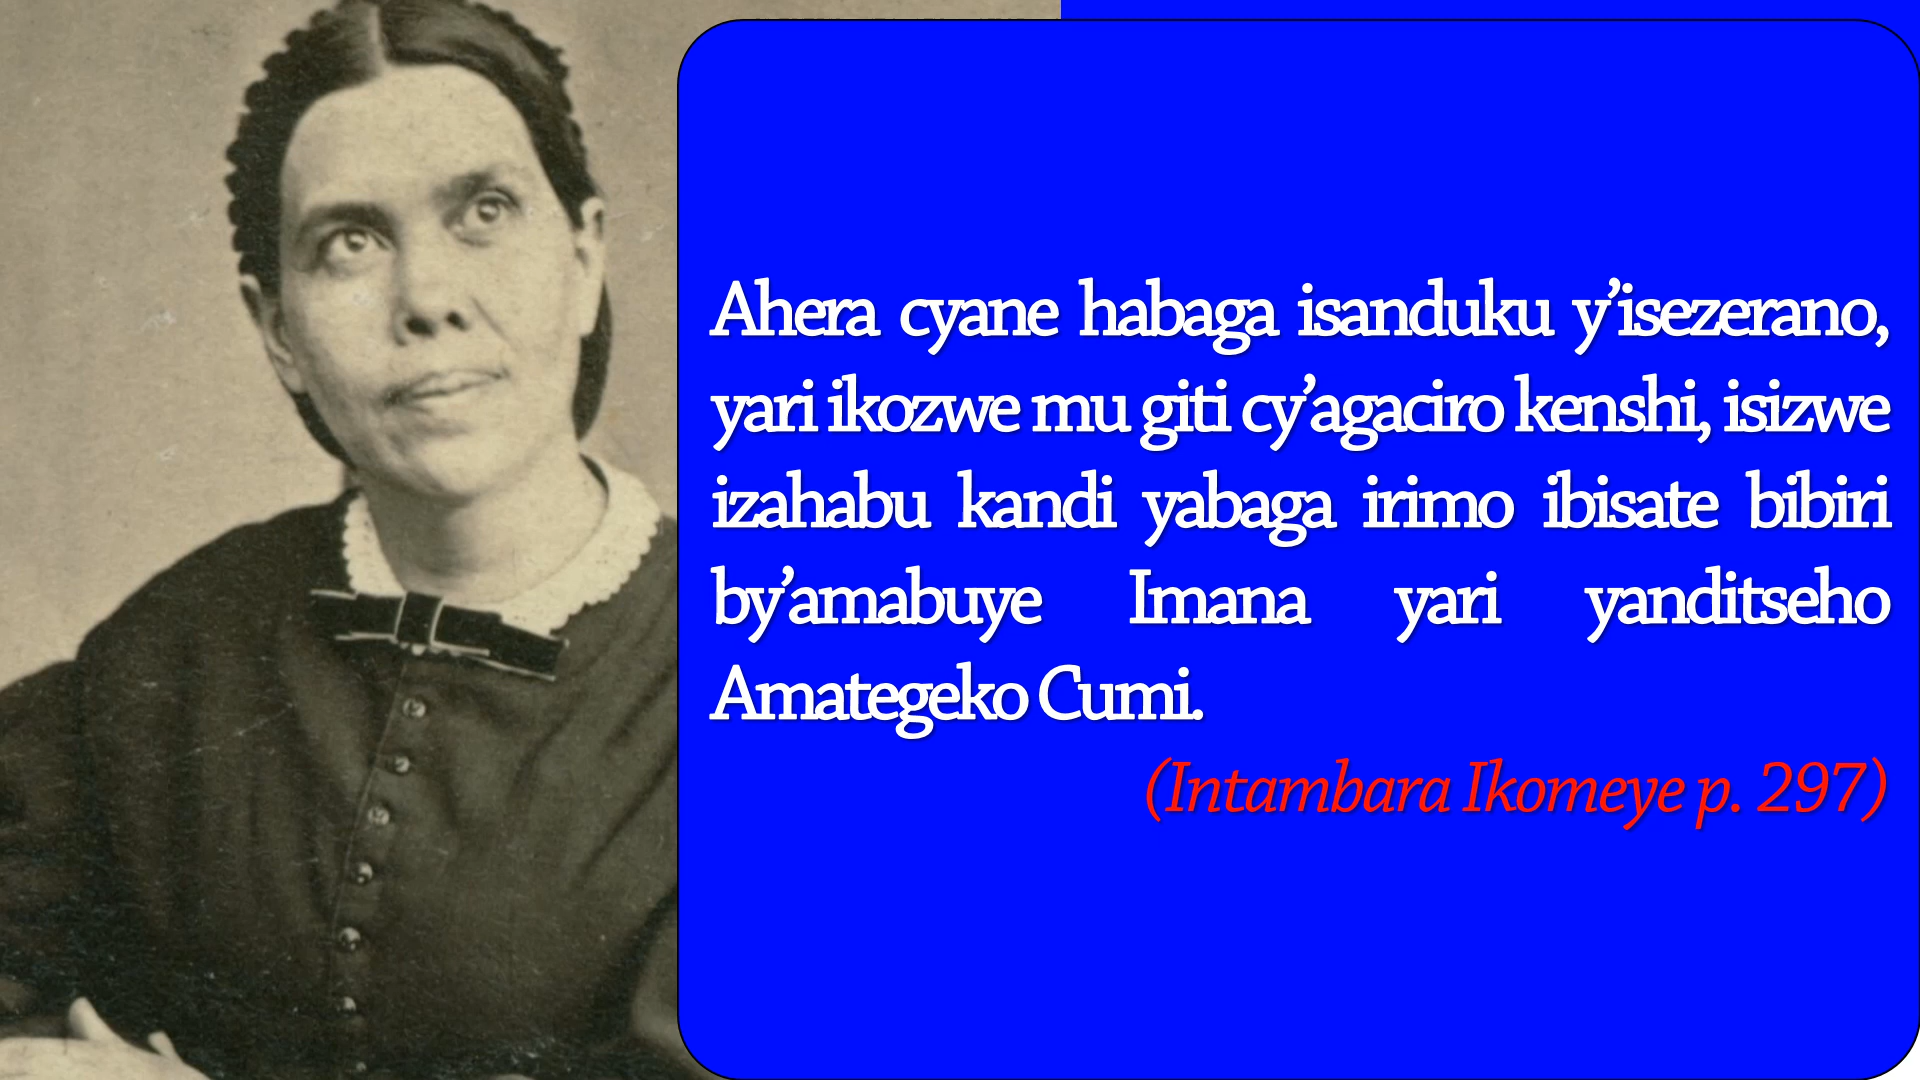 Ahera cyane habaga isanduku y’isezerano,
yari ikozwe mu giti cy’agaciro kenshi, isizwe
izahabu kandi yabaga irimo ibisate bibiri
by’amabuye Imana yari yanditseho
Amategeko Cumi.
(Intambara Ikomeye p. 297)